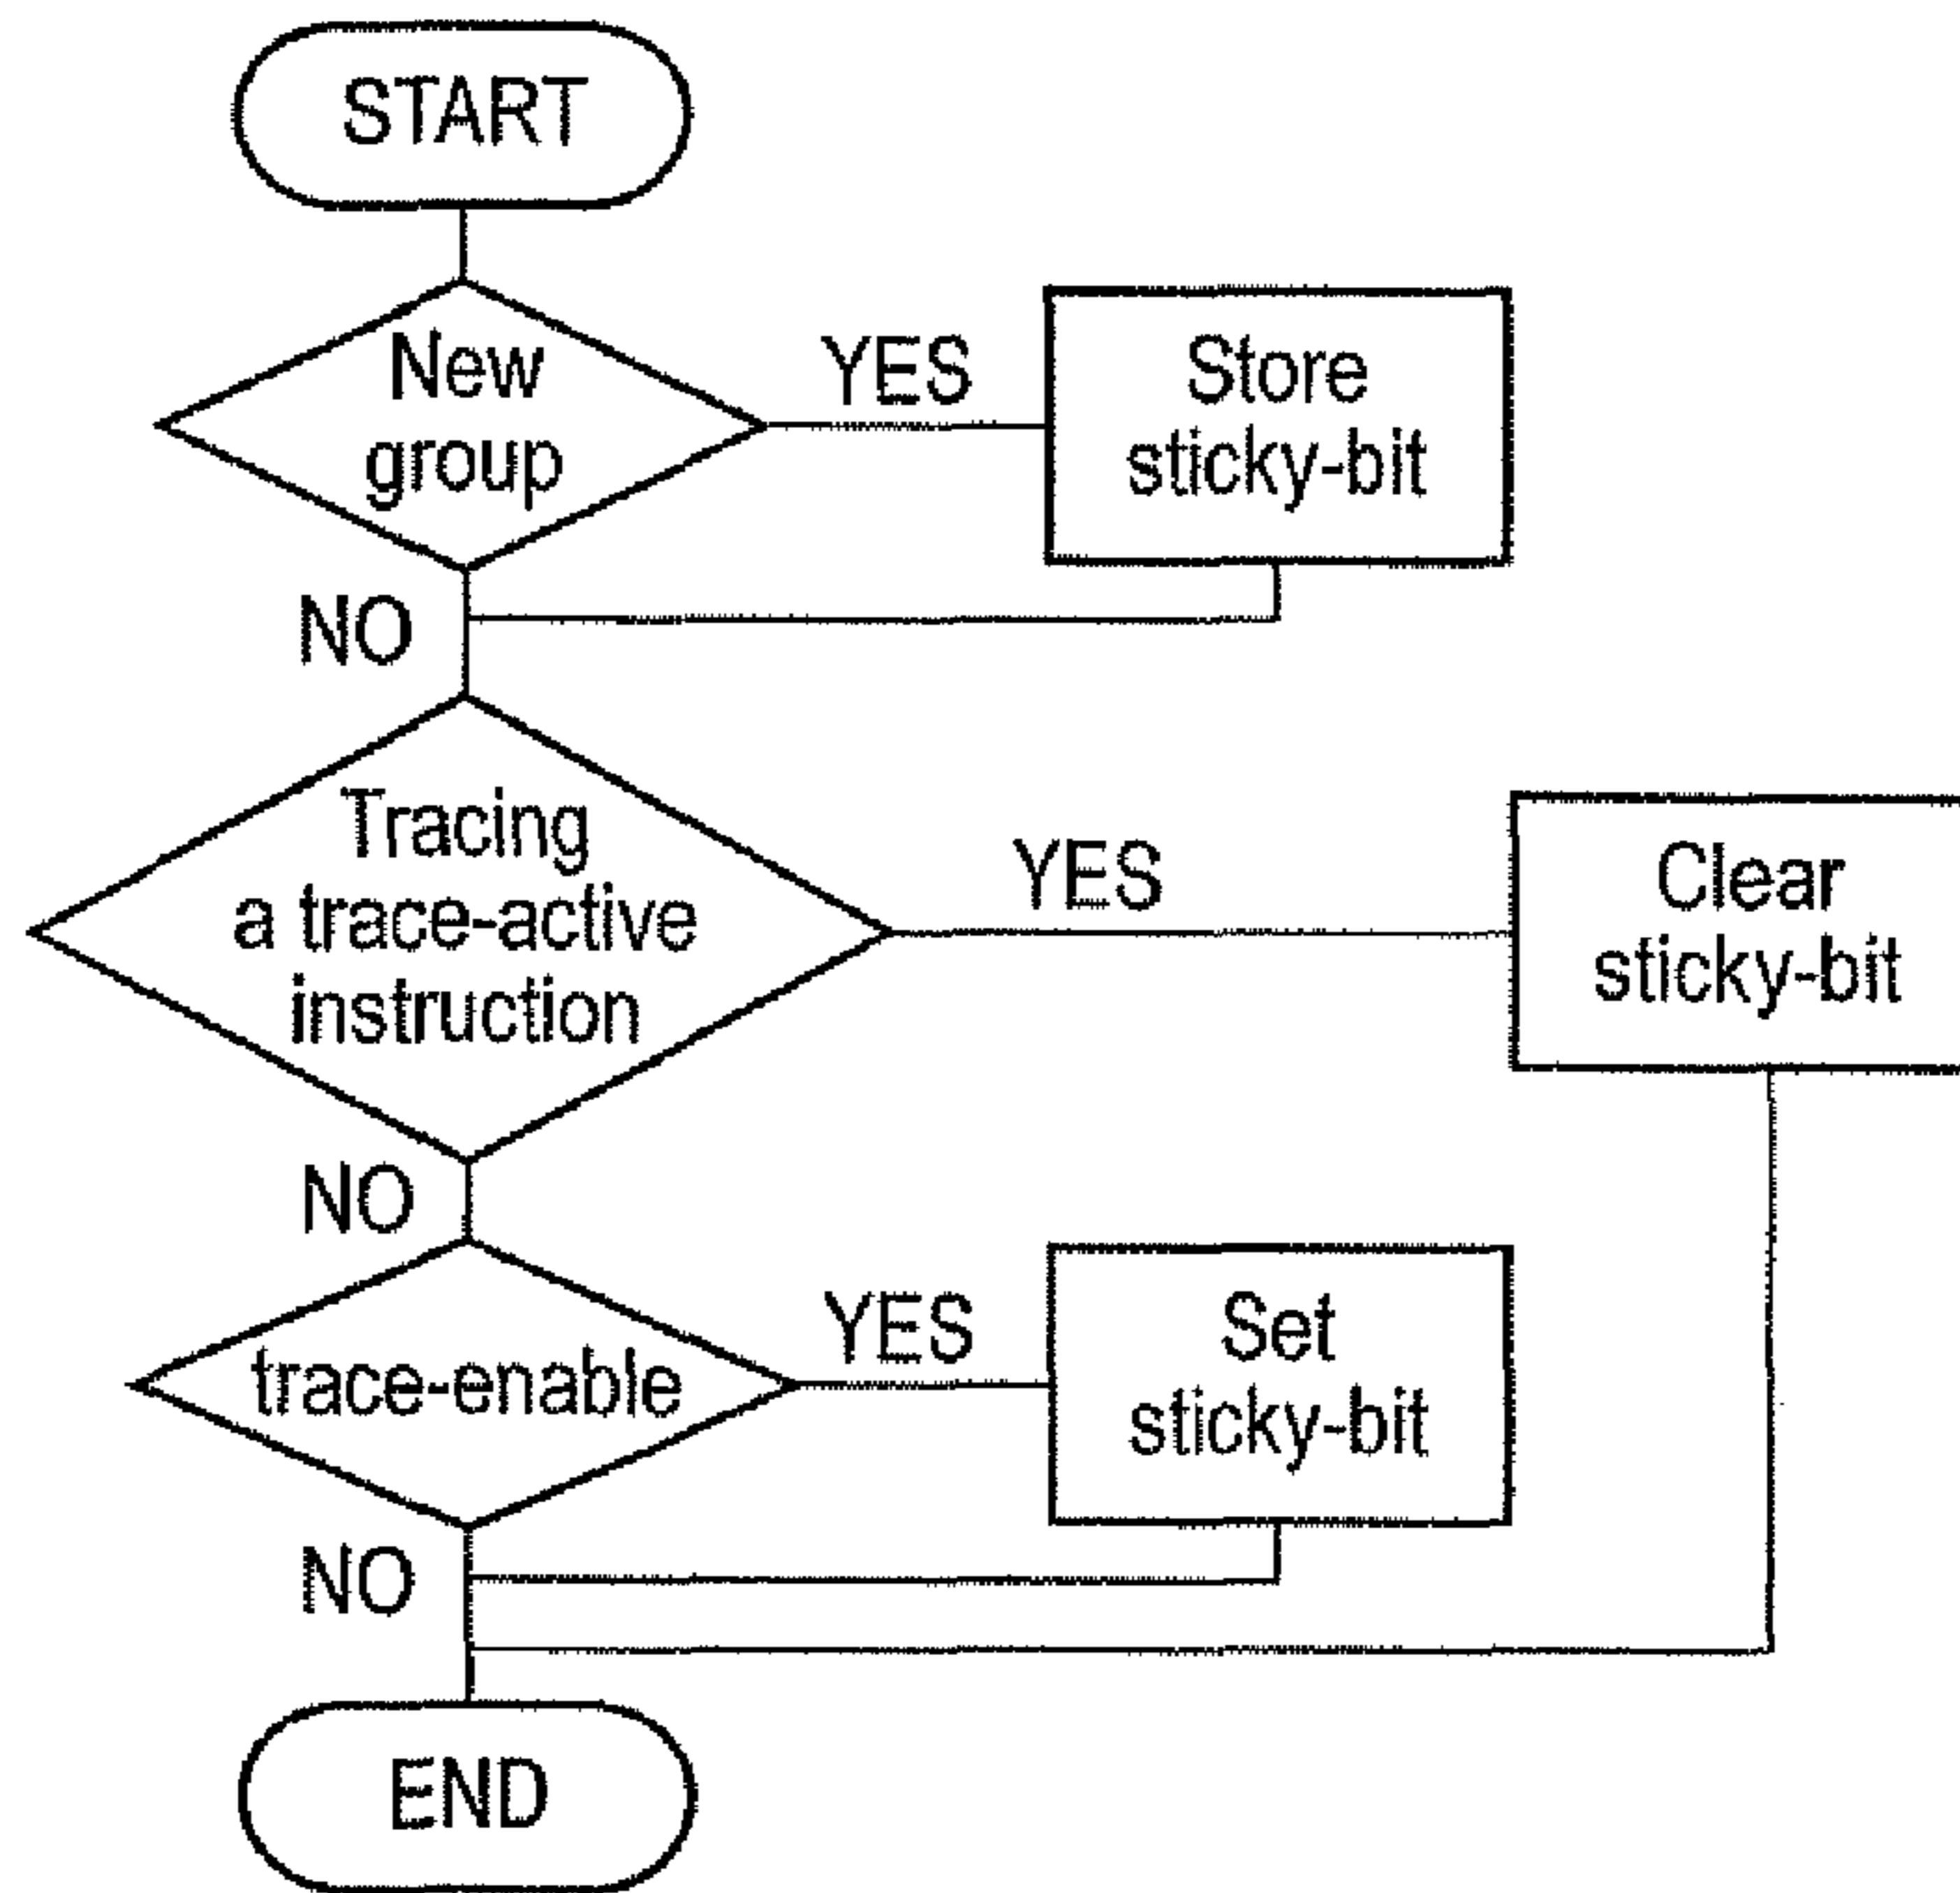 START
New
group
YES
Store
sticky-bit
NO
Tracing
a trace-active
instruction
YES
Clear
sticky-bit
NO
trace-enable
YES
Set
sticky-bit
NO
END